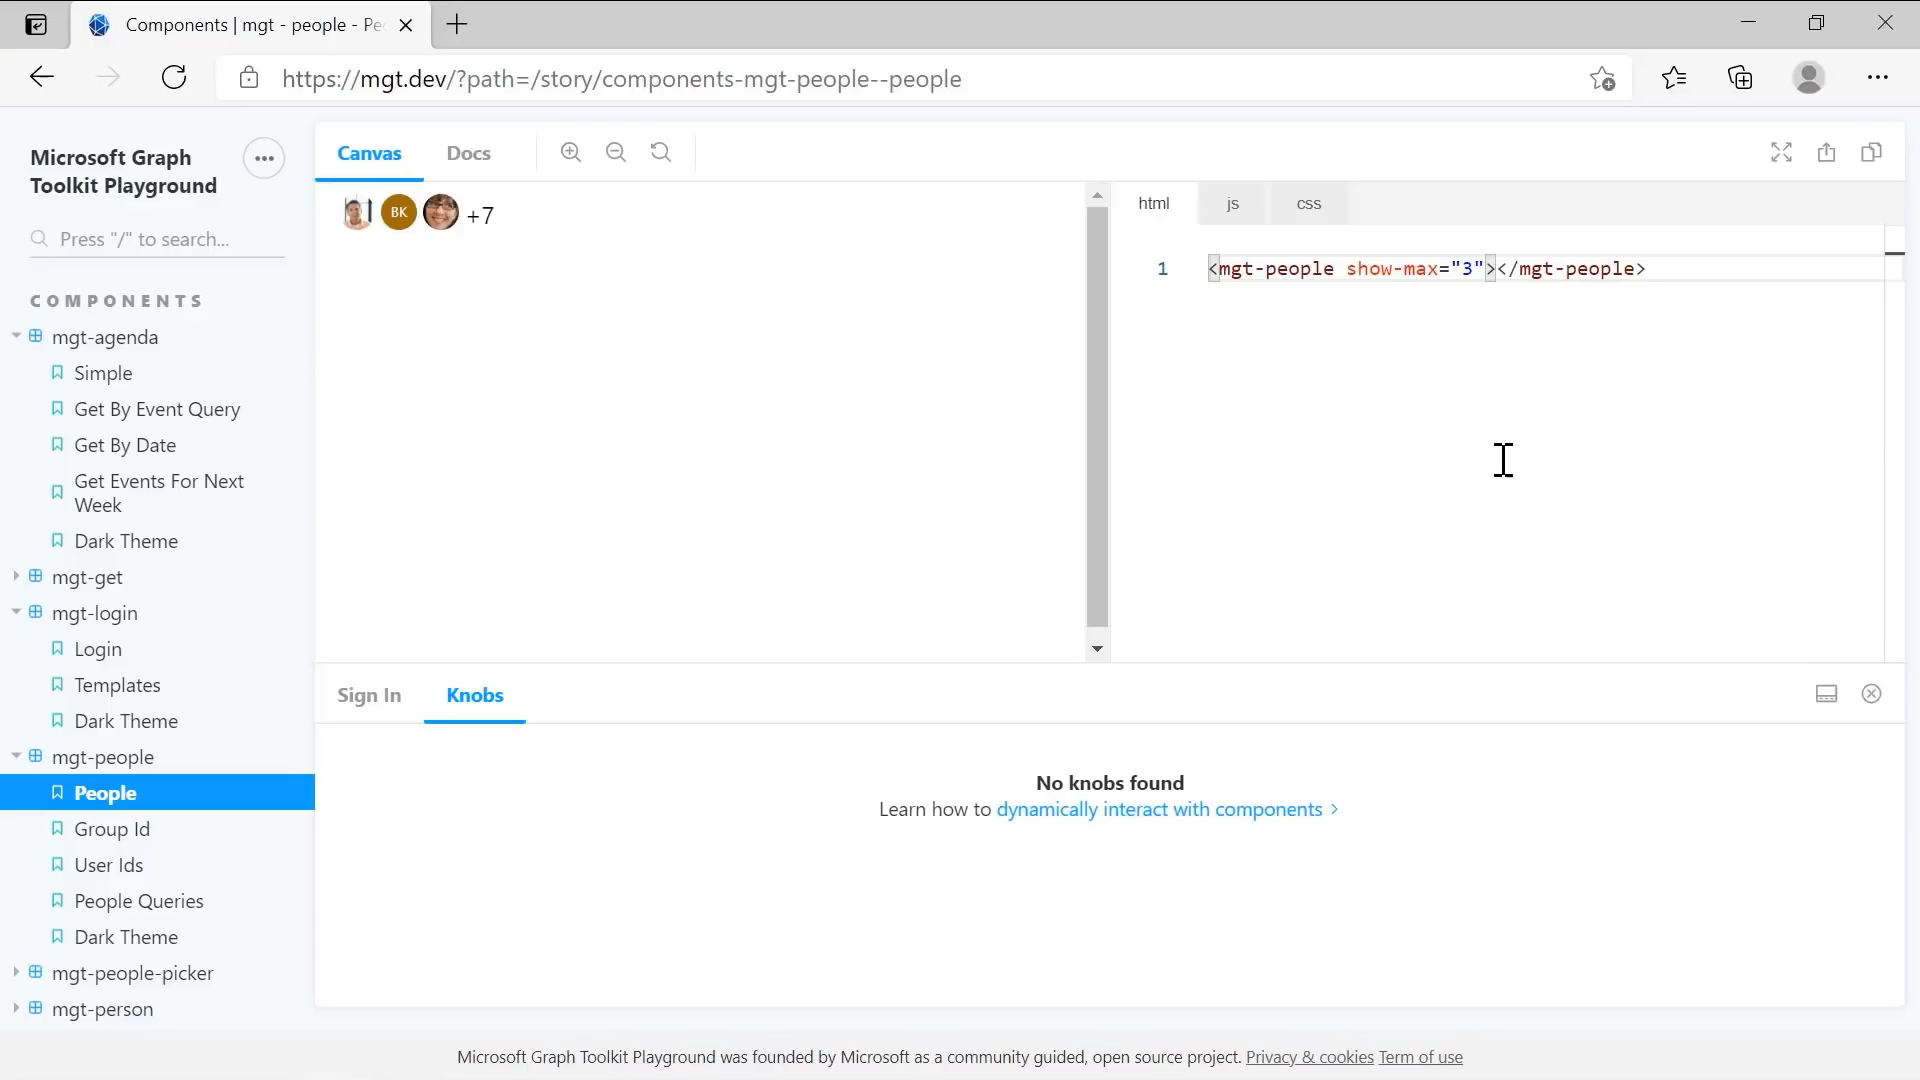 Components | mgt - people - Pe
https://mgt.dev/?path=/story/components-mgt-people--people
Microsoft Graph
Toolkit Playground
Press "/" to search...
COMPONENTS
mgt-agenda
Simple
Get By Event Query
Get By Date
Get Events For Next
Week
Dark Theme
mgt-get
mgt-login
Login
Templates
Dark Theme
mgt-people
People
Group Id
User Ids
People Queries
Dark Theme
mgt-people-picker
mgt-person
Canvas Docs
BK +7
html js css
1 <mgt-people show-max="3"></mgt-people>
Sign In Knobs
No knobs found
Learn how to dynamically interact with components >
Microsoft Graph Toolkit Playground was founded by Microsoft as a community guided, open source project. Privacy & cookies Term of use